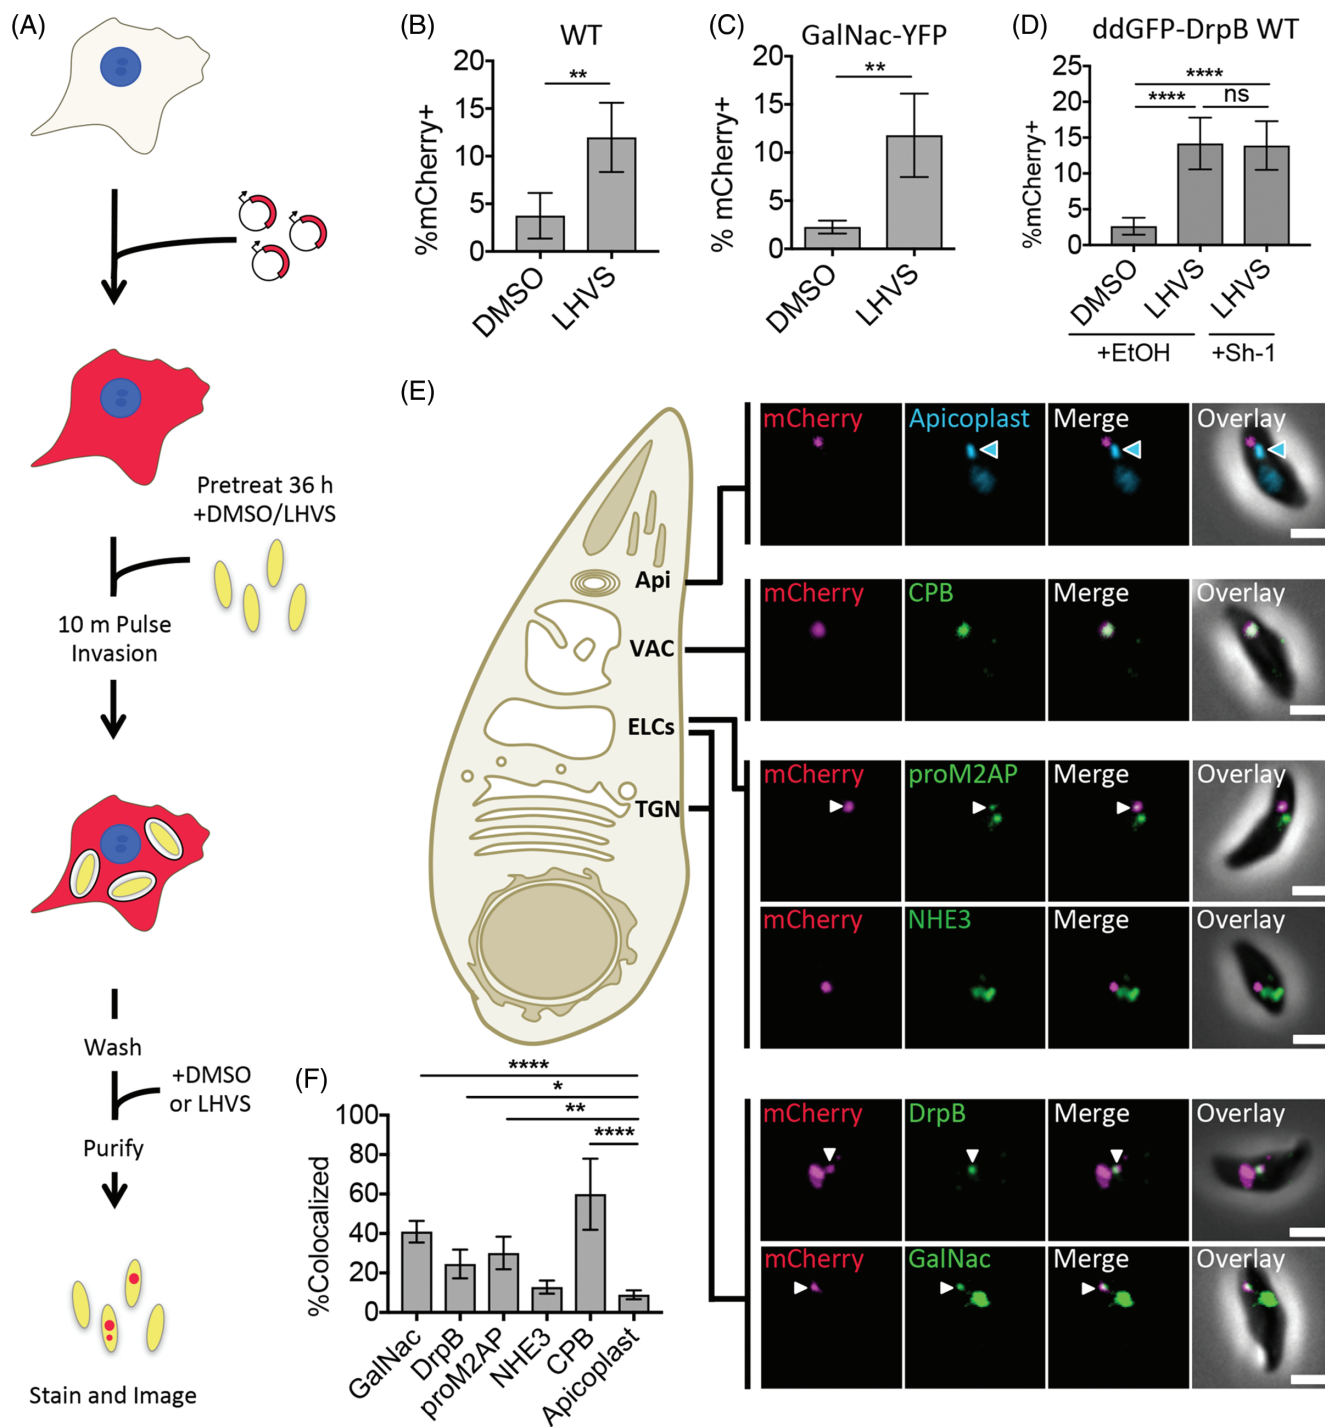 (A)
Pretreat 36 h
+DMSO/LHVS
10 m Pulse
Invasion
Wash
+DMSO
or LHVS
Purify
Stain and Image
(B)
WT
%mCherry+
20
15
10
5
0
**
DMSO
LHVS
(C)
GalNac-YFP
% mCherry+
20
15
10
5
0
**
DMSO
LHVS
(D)
ddGFP-DrpB WT
%mCherry+
25
20
15
10
5
0
****
**** ns
DMSO
LHVS
LHVS
+EtOH
+Sh-1
(E)
Api
VAC
ELCs
TGN
mCherry Apicoplast Merge Overlay
mCherry CPB Merge Overlay
mCherry proM2AP Merge Overlay
mCherry NHE3 Merge Overlay
mCherry DrpB Merge Overlay
mCherry GalNac Merge Overlay
(F)
%Colocalized
100
80
60
40
20
0
****
*
**
****
GalNac
DrpB
proM2AP
NHE3
CPB
Apicoplast